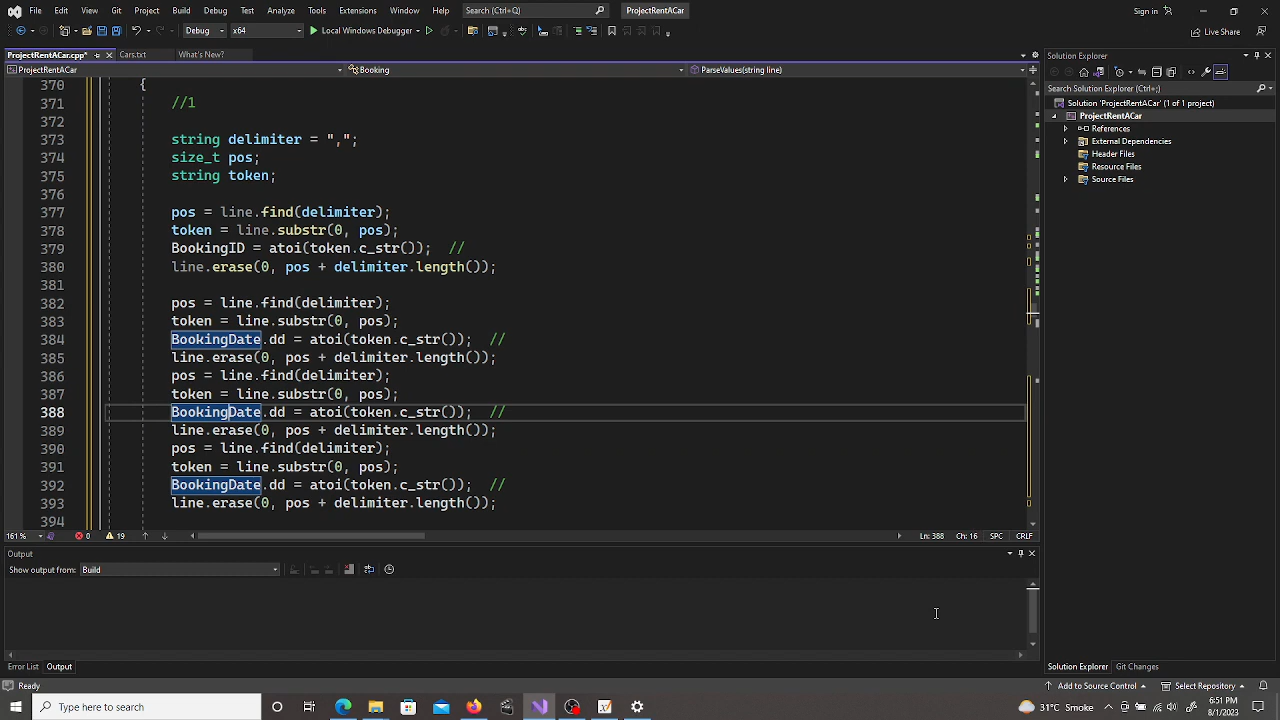 File Edit View Git Project Build Debug Test Analyze Tools Extensions Window Help Search (Ctrl+Q) ProjectRentACar Sign in
Debug x64 Local Windows Debugger Live Share
ProjectRentACar.cpp* Cars.txt What's New?
Solution Explorer
ProjectRentACar Booking ParseValues(string line)
Search Solution Explorer (Ctrl+;)
Solution 'ProjectRentACar' (1 of 1 project)
ProjectRentACar
References
External Dependencies
Header Files
Resource Files
Source Files
370 {
371 //1
372
373 string delimiter = ",";
374 size_t pos;
375 string token;
376
377 pos = line.find(delimiter);
378 token = line.substr(0, pos);
379 BookingID = atoi(token.c_str()); //
380 line.erase(0, pos + delimiter.length());
381
382 pos = line.find(delimiter);
383 token = line.substr(0, pos);
384 BookingDate.dd = atoi(token.c_str()); //
385 line.erase(0, pos + delimiter.length());
386 pos = line.find(delimiter);
387 token = line.substr(0, pos);
388 BookingDate.dd = atoi(token.c_str()); //
389 line.erase(0, pos + delimiter.length());
390 pos = line.find(delimiter);
391 token = line.substr(0, pos);
392 BookingDate.dd = atoi(token.c_str()); //
393 line.erase(0, pos + delimiter.length());
394
161 % 0 19 Ln: 388 Ch: 16 SPC CRLF
Output
Show output from: Build
Error List Output
Solution Explorer Git Changes
Ready Add to Source Control Select Repository
Type here to search 31°C Smoke 6:51 PM
8/1/2023